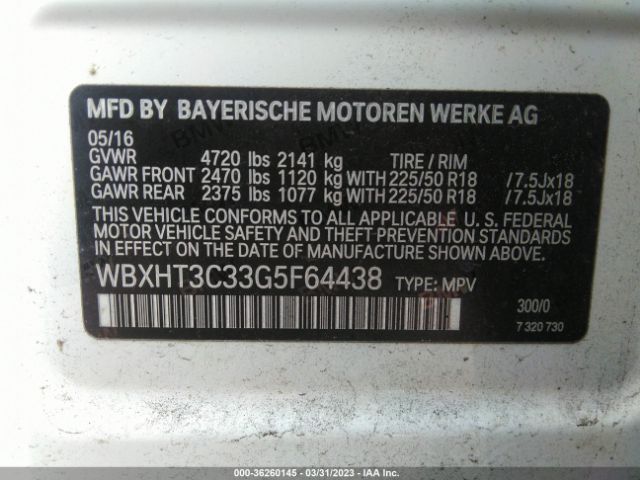 MFD BY BAYERISCHE MOTOREN WERKE AG
05/16
GVWR 4720 lbs 2141 kg TIRE / RIM
GAWR FRONT 2470 lbs 1120 kg WITH 225/50 R18 /7.5Jx18
GAWR REAR 2375 lbs 1077 kg WITH 225/50 R18 /7.5Jx18
THIS VEHICLE CONFORMS TO ALL APPLICABLE U. S. FEDERAL
MOTOR VEHICLE SAFETY AND THEFT PREVENTION STANDARDS
IN EFFECT ON THE DATE OF MANUFACTURE SHOWN ABOVE.
WBXHT3C33G5F64438 TYPE: MPV
300/0
7 320 730
000-36260145 - 03/31/2023 - IAA Inc.